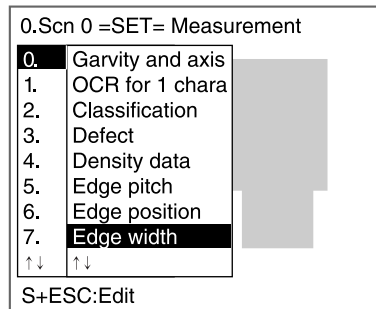 0.Scn 0 =SET= Measurement
0. Garvity and axis
1. OCR for 1 chara
2. Classification
3. Defect
4. Density data
5. Edge pitch
6. Edge position
7. Edge width
↑↓ ↑↓
S+ESC:Edit